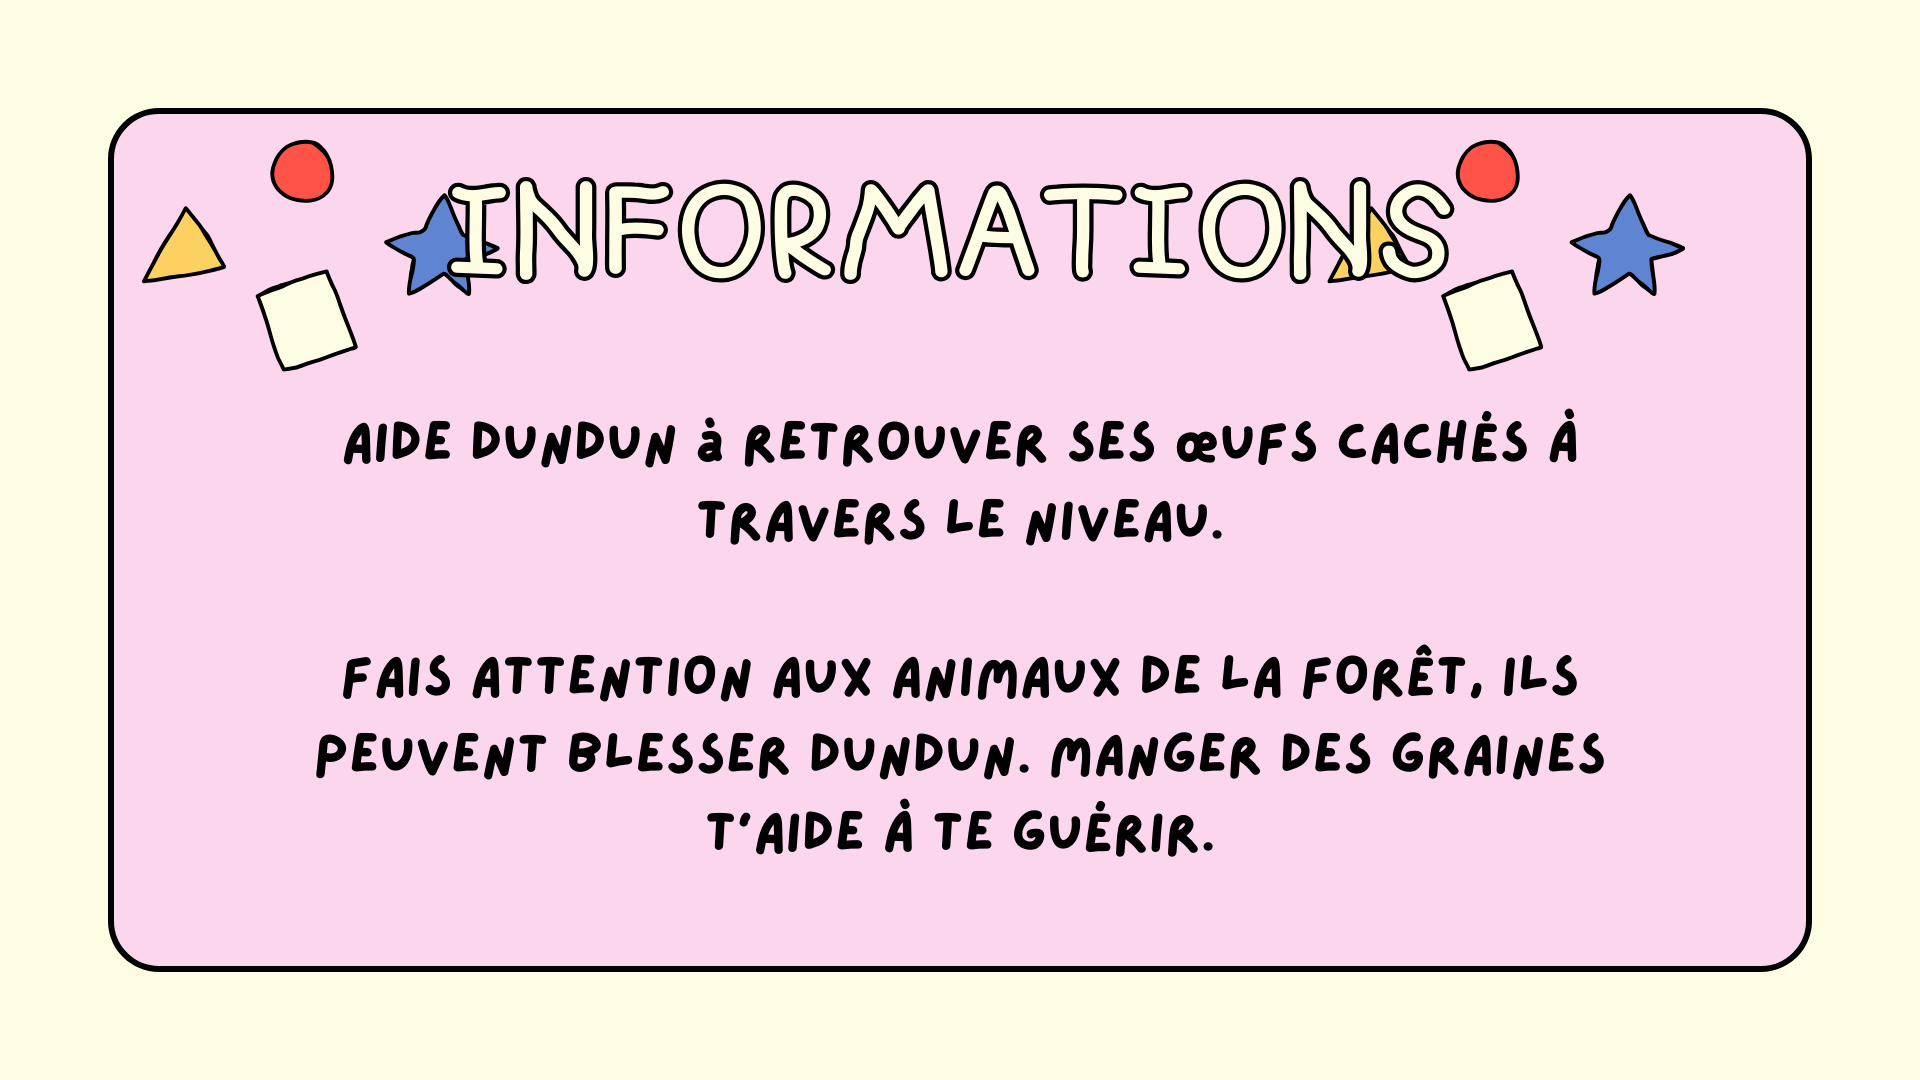 INFORMATIONS
AIDE DUNDUN à RETROUVER SES œUFS CACHÉS À
TRAVERS LE NIVEAU.
FAIS ATTENTION AUX ANIMAUX DE LA FORÊT, ILS
PEUVENT BLESSER DUNDUN. MANGER DES GRAINES
T'AIDE À TE GUÉRIR.